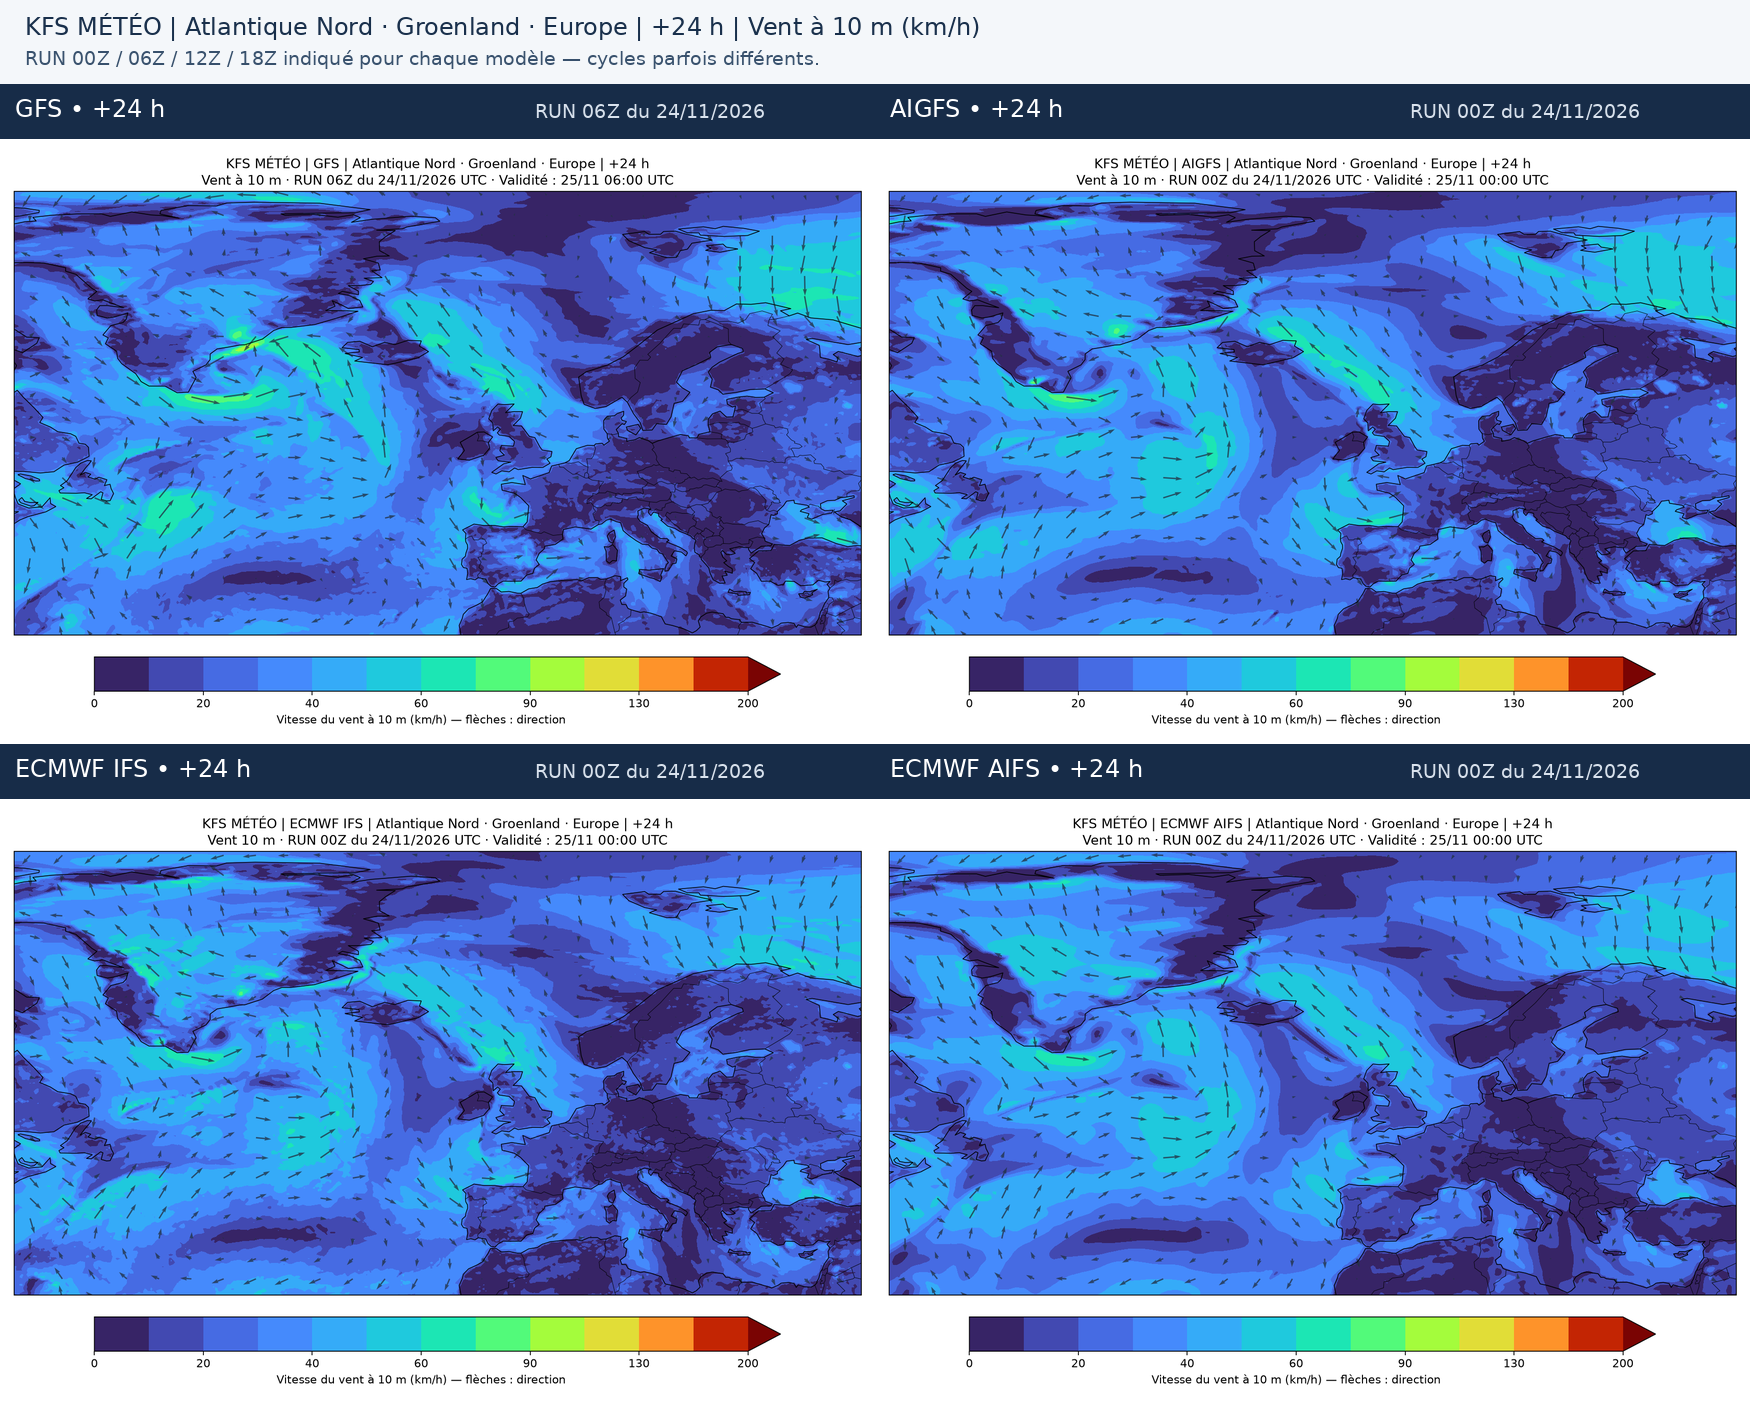 KFS MÉTÉO | Atlantique Nord · Groenland · Europe | +24 h | Vent à 10 m (km/h)
RUN 00Z / 06Z / 12Z / 18Z indiqué pour chaque modèle — cycles parfois différents.
GFS • +24 h
RUN 06Z du 24/11/2026
KFS MÉTÉO | GFS | Atlantique Nord · Groenland · Europe | +24 h
Vent à 10 m · RUN 06Z du 24/11/2026 UTC · Validité : 25/11 06:00 UTC
0 20 40 60 90 130 200
Vitesse du vent à 10 m (km/h) — flèches : direction
AIGFS • +24 h
RUN 00Z du 24/11/2026
KFS MÉTÉO | AIGFS | Atlantique Nord · Groenland · Europe | +24 h
Vent à 10 m · RUN 00Z du 24/11/2026 UTC · Validité : 25/11 00:00 UTC
0 20 40 60 90 130 200
Vitesse du vent à 10 m (km/h) — flèches : direction
ECMWF IFS • +24 h
RUN 00Z du 24/11/2026
KFS MÉTÉO | ECMWF IFS | Atlantique Nord · Groenland · Europe | +24 h
Vent 10 m · RUN 00Z du 24/11/2026 UTC · Validité : 25/11 00:00 UTC
0 20 40 60 90 130 200
Vitesse du vent à 10 m (km/h) — flèches : direction
ECMWF AIFS • +24 h
RUN 00Z du 24/11/2026
KFS MÉTÉO | ECMWF AIFS | Atlantique Nord · Groenland · Europe | +24 h
Vent 10 m · RUN 00Z du 24/11/2026 UTC · Validité : 25/11 00:00 UTC
0 20 40 60 90 130 200
Vitesse du vent à 10 m (km/h) — flèches : direction